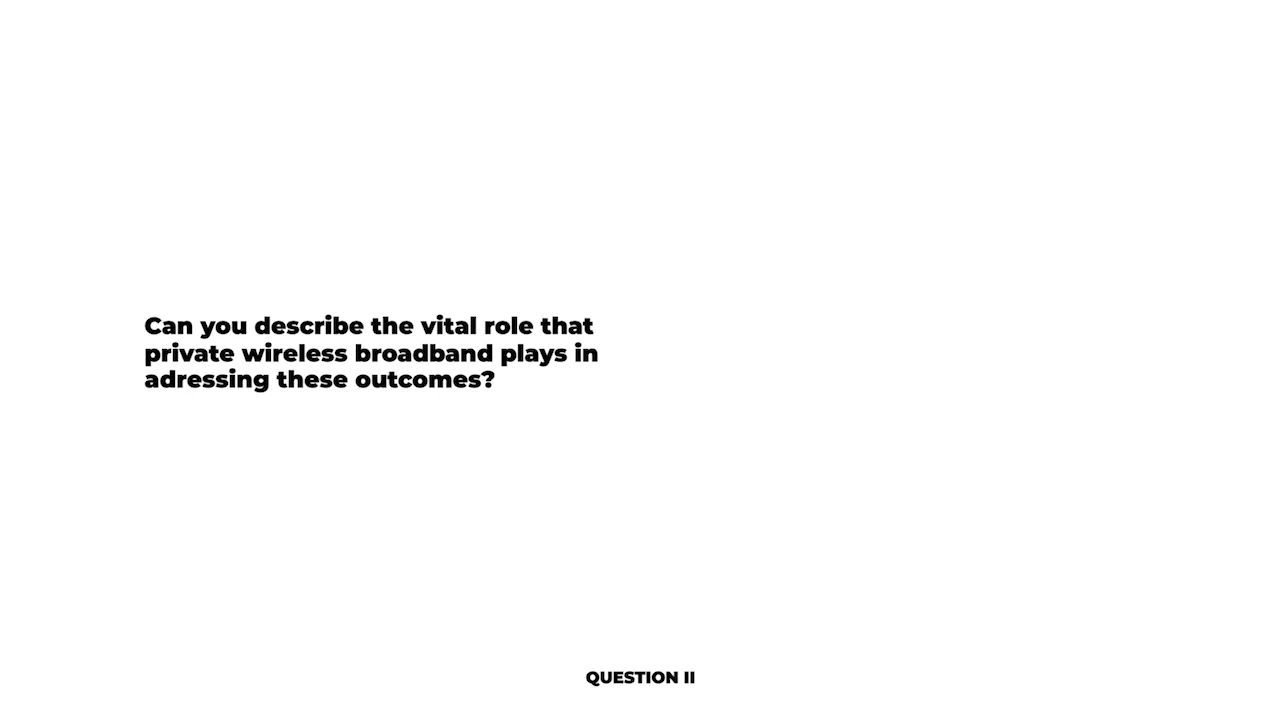 Can you describe the vital role that
private wireless broadband plays in
adressing these outcomes?
QUESTION II